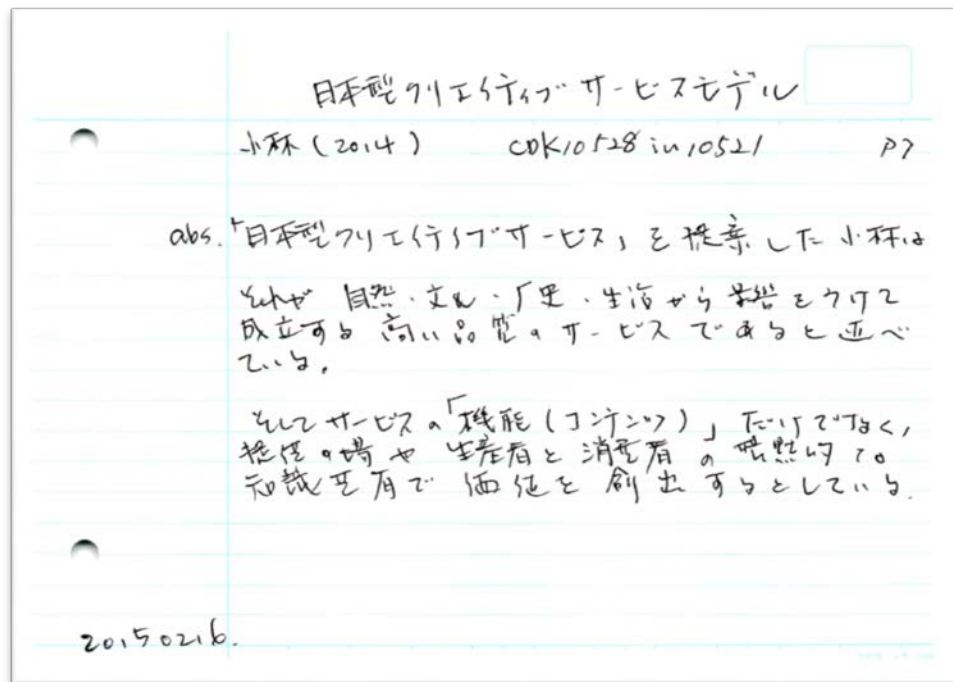 日本型クリエイティブサービスモデル
小林(2014) CDK10528 in 10521 P7
abs.「日本型クリエイティブサービス」を提案した小林は
それが 自然・文化・歴史・生活から影響をうけて
成立する 高い品質のサービスであると述べ
ている。
そしてサービスの「機能(コンテンツ)」だけでなく,
提供の場や 生産者と消費者の暗黙的な
知識共有で 価値を創出するとしている.
20150216.